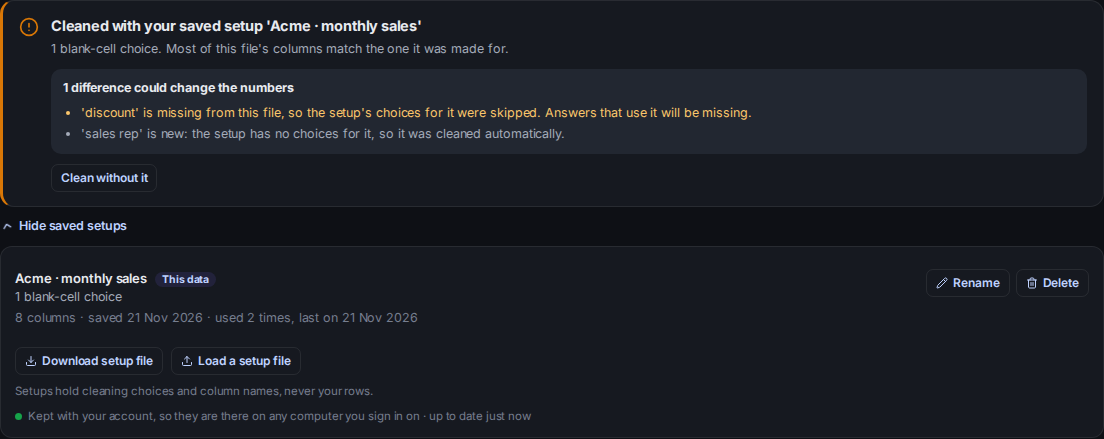 Cleaned with your saved setup 'Acme · monthly sales'
1 blank-cell choice. Most of this file's columns match the one it was made for.
1 difference could change the numbers
• 'discount' is missing from this file, so the setup's choices for it were skipped. Answers that use it will be missing.
• 'sales rep' is new: the setup has no choices for it, so it was cleaned automatically.
Clean without it
Hide saved setups
Acme · monthly sales This data
Rename Delete
1 blank-cell choice
8 columns · saved 21 Nov 2026 · used 2 times, last on 21 Nov 2026
Download setup file Load a setup file
Setups hold cleaning choices and column names, never your rows.
Kept with your account, so they are there on any computer you sign in on · up to date just now